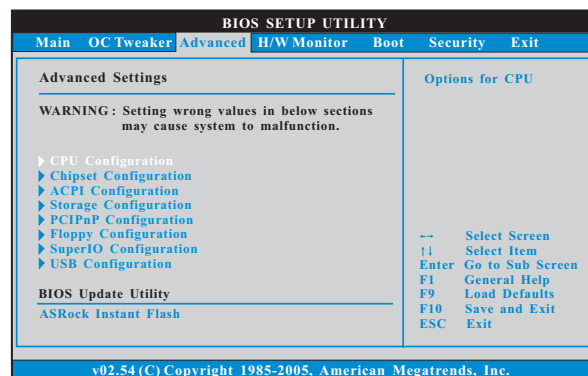 BIOS SETUP UTILITY
Main OC Tweaker Advanced H/W Monitor Boot Security Exit
Advanced Settings
WARNING : Setting wrong values in below sections
may cause system to malfunction.
CPU Configuration
Chipset Configuration
ACPI Configuration
Storage Configuration
PCIPnP Configuration
Floppy Configuration
SuperIO Configuration
USB Configuration
BIOS Update Utility
ASRock Instant Flash
Options for CPU
←→ Select Screen
↑↓ Select Item
Enter Go to Sub Screen
F1 General Help
F9 Load Defaults
F10 Save and Exit
ESC Exit
v02.54 (C) Copyright 1985-2005, American Megatrends, Inc.